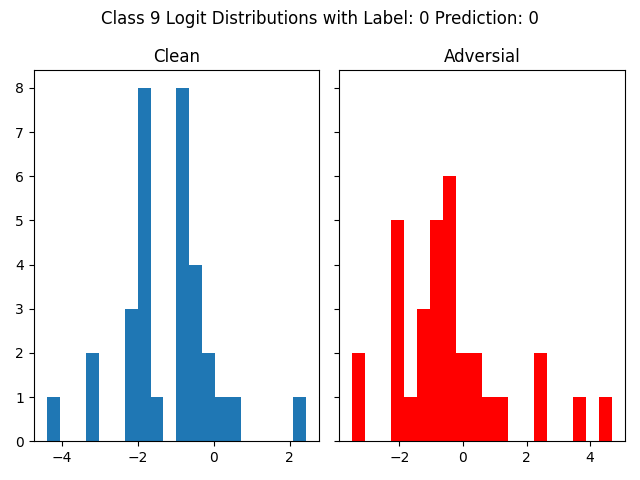 Class 9 Logit Distributions with Label: 0 Prediction: 0
Clean
Adversial
8
7
6
5
4
3
2
1
0
−4 −2 0 2
−2 0 2 4